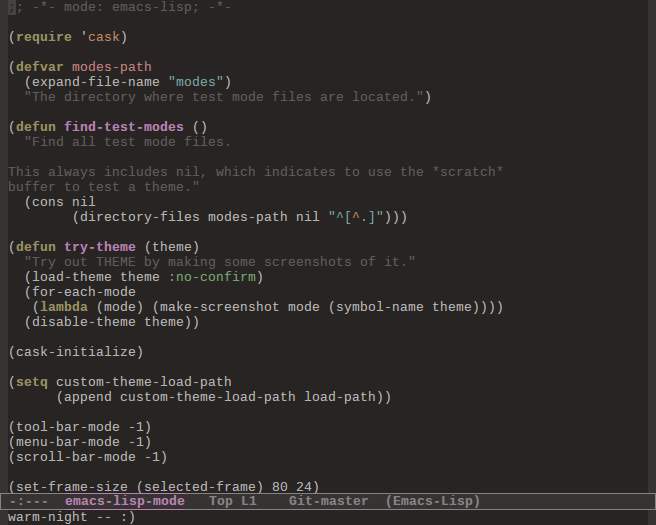 ;; -*- mode: emacs-lisp; -*-

(require 'cask)

(defvar modes-path
  (expand-file-name "modes")
  "The directory where test mode files are located.")

(defun find-test-modes ()
  "Find all test mode files.

This always includes nil, which indicates to use the *scratch*
buffer to test a theme."
  (cons nil
        (directory-files modes-path nil "^[^.]")))

(defun try-theme (theme)
  "Try out THEME by making some screenshots of it."
  (load-theme theme :no-confirm)
  (for-each-mode
   (lambda (mode) (make-screenshot mode (symbol-name theme))))
  (disable-theme theme))

(cask-initialize)

(setq custom-theme-load-path
      (append custom-theme-load-path load-path))

(tool-bar-mode -1)
(menu-bar-mode -1)
(scroll-bar-mode -1)

(set-frame-size (selected-frame) 80 24)
-:---  emacs-lisp-mode   Top L1    Git-master  (Emacs-Lisp)
warm-night -- :)